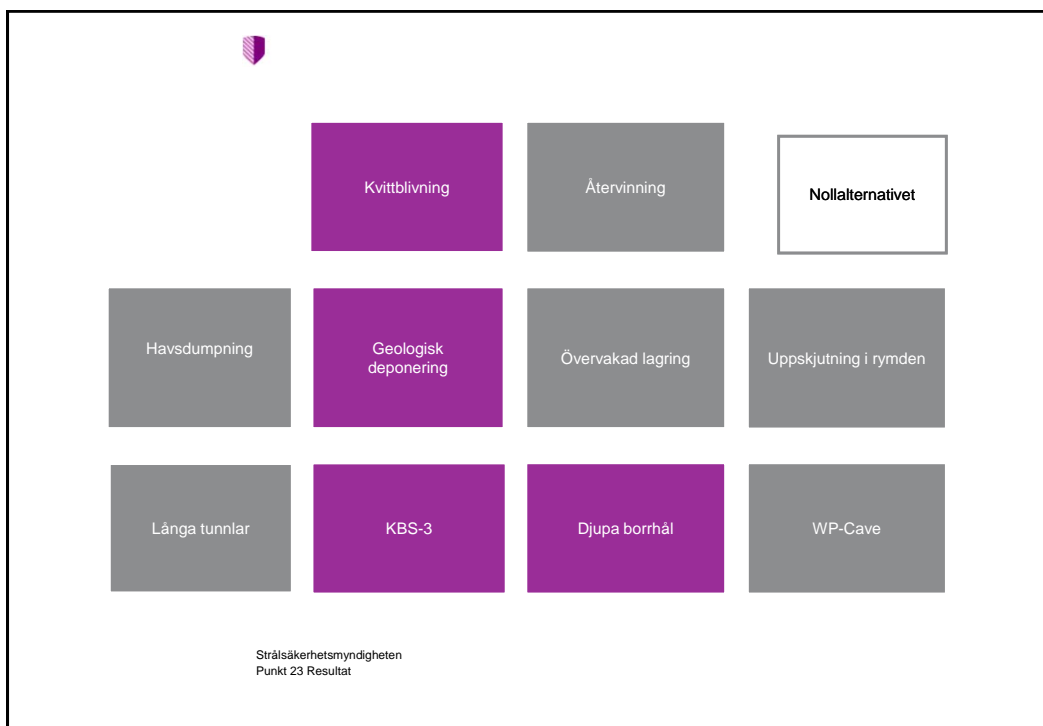 Kvittblivning
Återvinning
Nollalternativet
Havsdumpning
Geologisk
deponering
Övervakad lagring
Uppskjutning i rymden
Långa tunnlar
KBS-3
Djupa borrhål
WP-Cave
Strålsäkerhetsmyndigheten
Punkt 23 Resultat